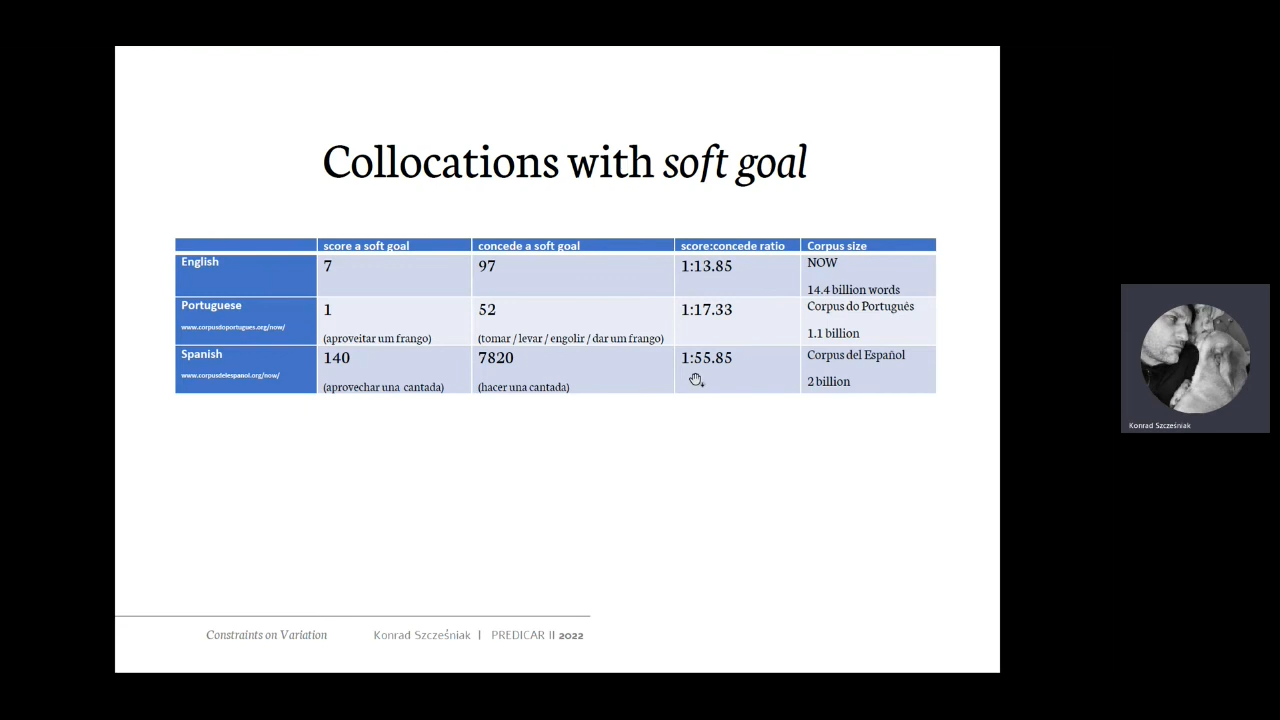 Collocations with soft goal
score a soft goal concede a soft goal score:concede ratio Corpus size
English 7 97 1:13.85 NOW
14.4 billion words
Portuguese 1 52 1:17.33 Corpus do Português
www.corpusdoportugues.org/now/ (aproveitar um frango) (tomar / levar / engolir / dar um frango) 1.1 billion
Spanish 140 7820 1:55.85 Corpus del Español
www.corpusdelespanol.org/now/ (aprovechar una cantada) (hacer una cantada) 2 billion
Constraints on Variation Konrad Szcześniak | PREDICAR II 2022
Konrad Szcześniak